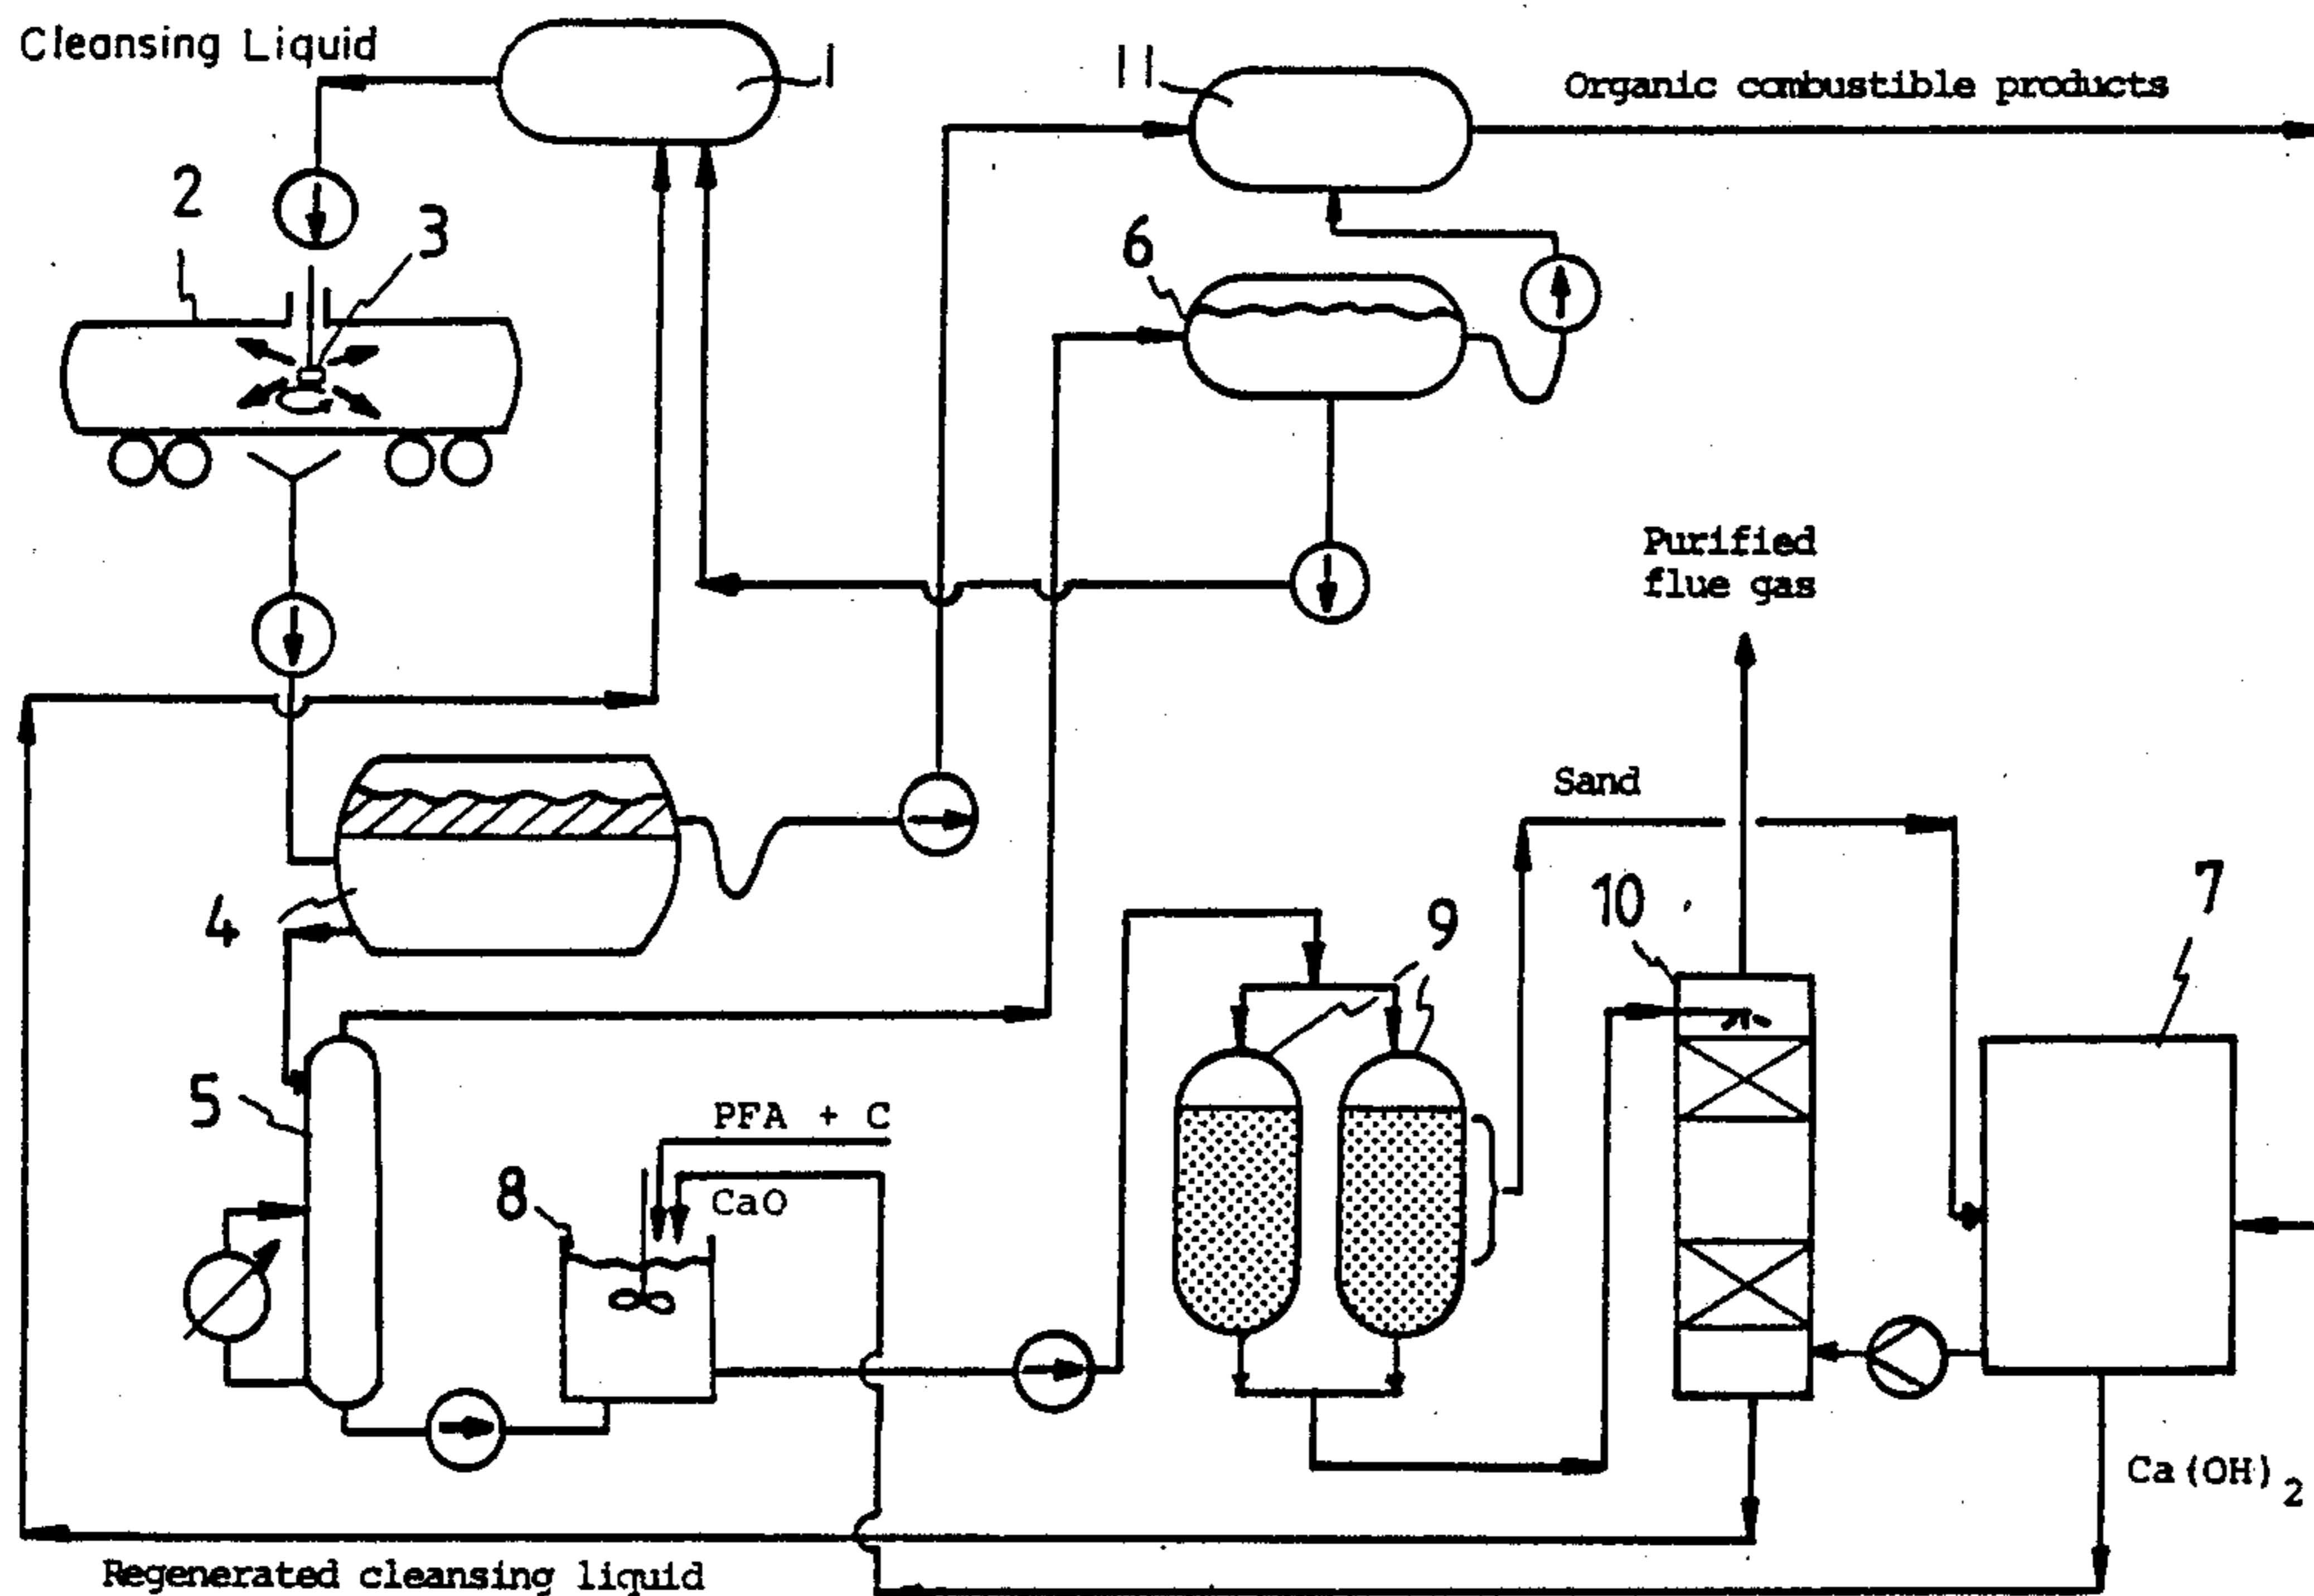 Cleansing Liquid
1
11
Organic combustible products
2
3
6
Purified
flue gas
Sand
4
10
7
9
5
PFA + C
8
CaO
Ca(OH)2
Regenerated cleansing liquid